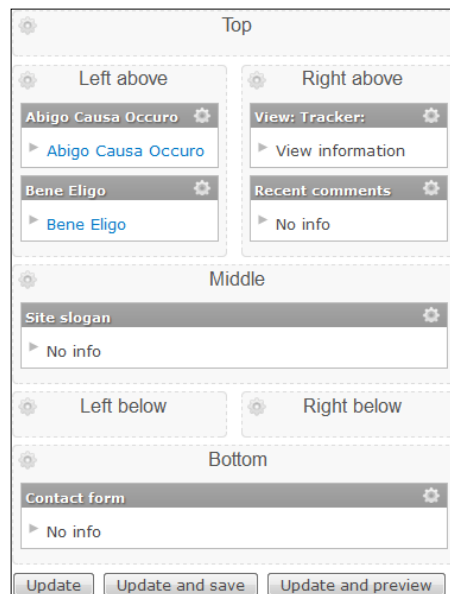 Top
Left above
Abigo Causa Occuro
Abigo Causa Occuro
Bene Eligo
Bene Eligo
Right above
View: Tracker:
View information
Recent comments
No info
Middle
Site slogan
No info
Left below
Right below
Bottom
Contact form
No info
Update Update and save Update and preview